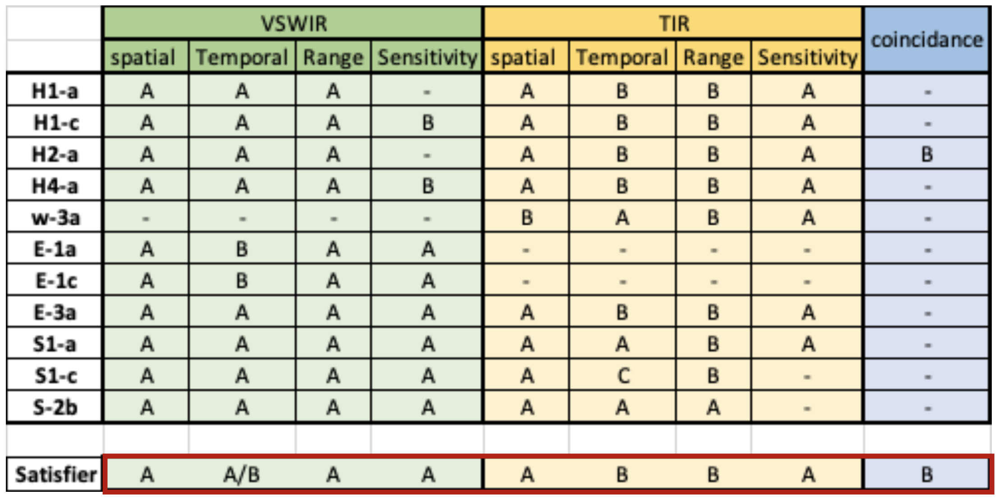 VSWIR TIR coincidance
spatial Temporal Range Sensitivity spatial Temporal Range Sensitivity
H1-a A A A - A B B A -
H1-c A A A B A B B A -
H2-a A A A - A B B A B
H4-a A A A B A B B A -
w-3a - - - - B A B A -
E-1a A B A A - - - - -
E-1c A B A A - - - - -
E-3a A A A A A B B A -
S1-a A A A A A A B A -
S1-c A A A A A C B - -
S-2b A A A A A A A - -
Satisfier A A/B A A A B B A B